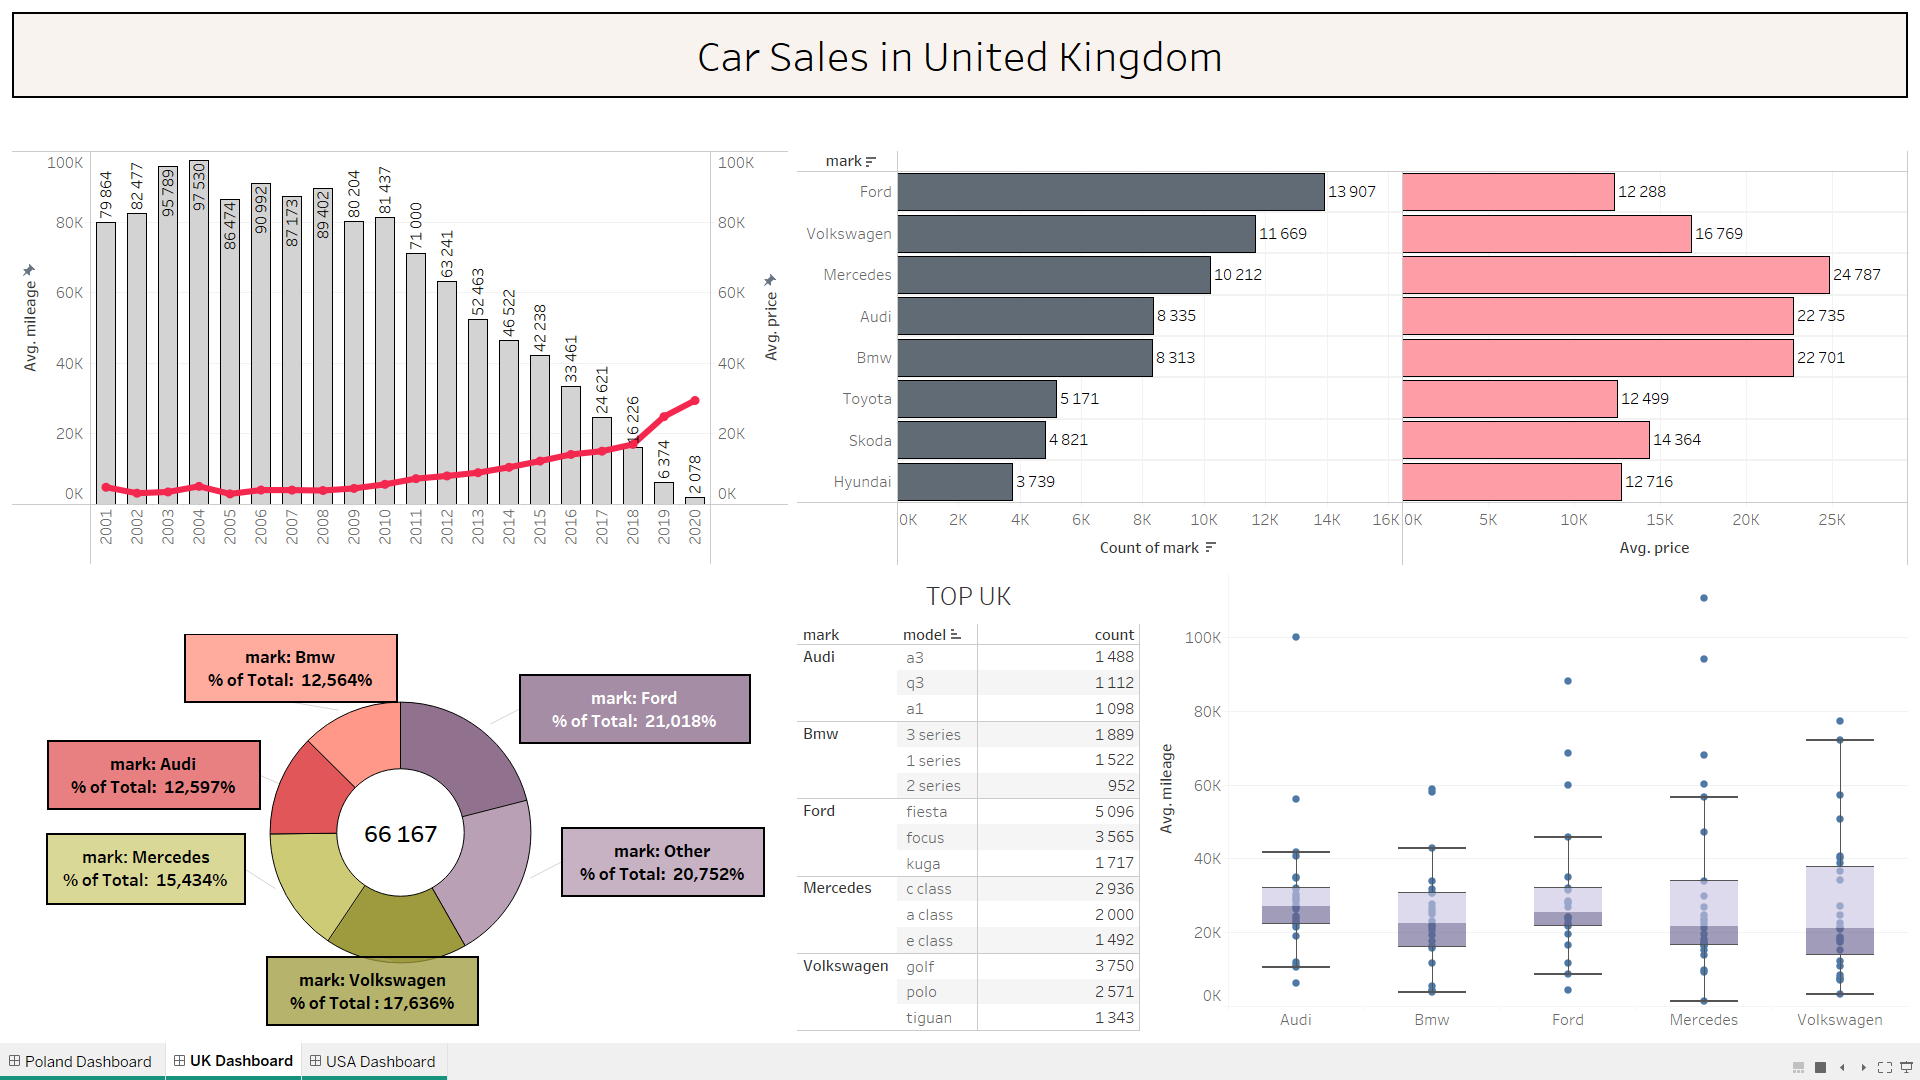 Car Sales in United Kingdom
100K
80K
60K
40K
20K
0K
Avg. mileage
79 864
82 477
95 789
97 530
86 474
90 992
87 173
89 402
80 204
81 437
71 000
63 241
52 463
46 522
42 238
33 461
24 621
16 226
6 374
2 078
100K
80K
60K
40K
20K
0K
Avg. price
2001 2002 2003 2004 2005 2006 2007 2008 2009 2010 2011 2012 2013 2014 2015 2016 2017 2018 2019 2020
mark
Ford 13 907 12 288
Volkswagen 11 669 16 769
Mercedes 10 212 24 787
Audi 8 335 22 735
Bmw 8 313 22 701
Toyota 5 171 12 499
Skoda 4 821 14 364
Hyundai 3 739 12 716
0K 2K 4K 6K 8K 10K 12K 14K 16K 0K 5K 10K 15K 20K 25K
Count of mark Avg. price
mark: Bmw
% of Total: 12,564%
mark: Ford
% of Total: 21,018%
mark: Audi
% of Total: 12,597%
66 167
mark: Mercedes
% of Total: 15,434%
mark: Other
% of Total: 20,752%
mark: Volkswagen
% of Total : 17,636%
TOP UK
mark model count
Audi a3 1 488
q3 1 112
a1 1 098
Bmw 3 series 1 889
1 series 1 522
2 series 952
Ford fiesta 5 096
focus 3 565
kuga 1 717
Mercedes c class 2 936
a class 2 000
e class 1 492
Volkswagen golf 3 750
polo 2 571
tiguan 1 343
100K
80K
60K
40K
20K
0K
Avg. mileage
Audi Bmw Ford Mercedes Volkswagen
Poland Dashboard UK Dashboard USA Dashboard